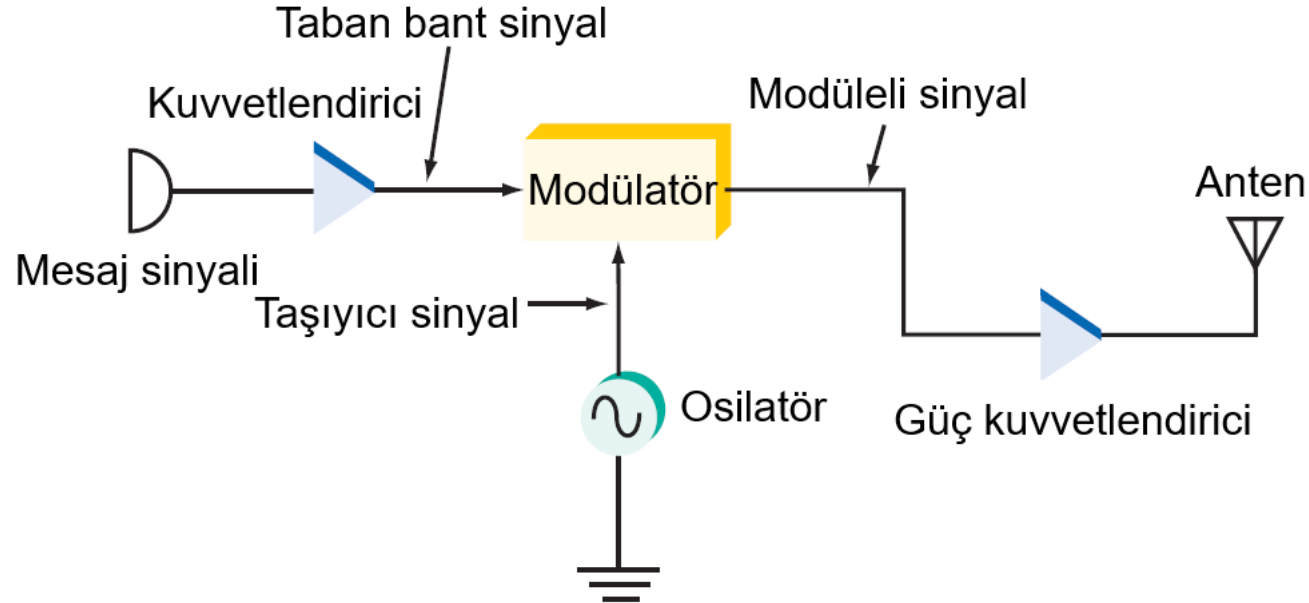 Taban bant sinyal
Kuvvetlendirici
Modüleli sinyal
Modülatör
Anten
Mesaj sinyali
Taşıyıcı sinyal
Osilatör
Güç kuvvetlendirici